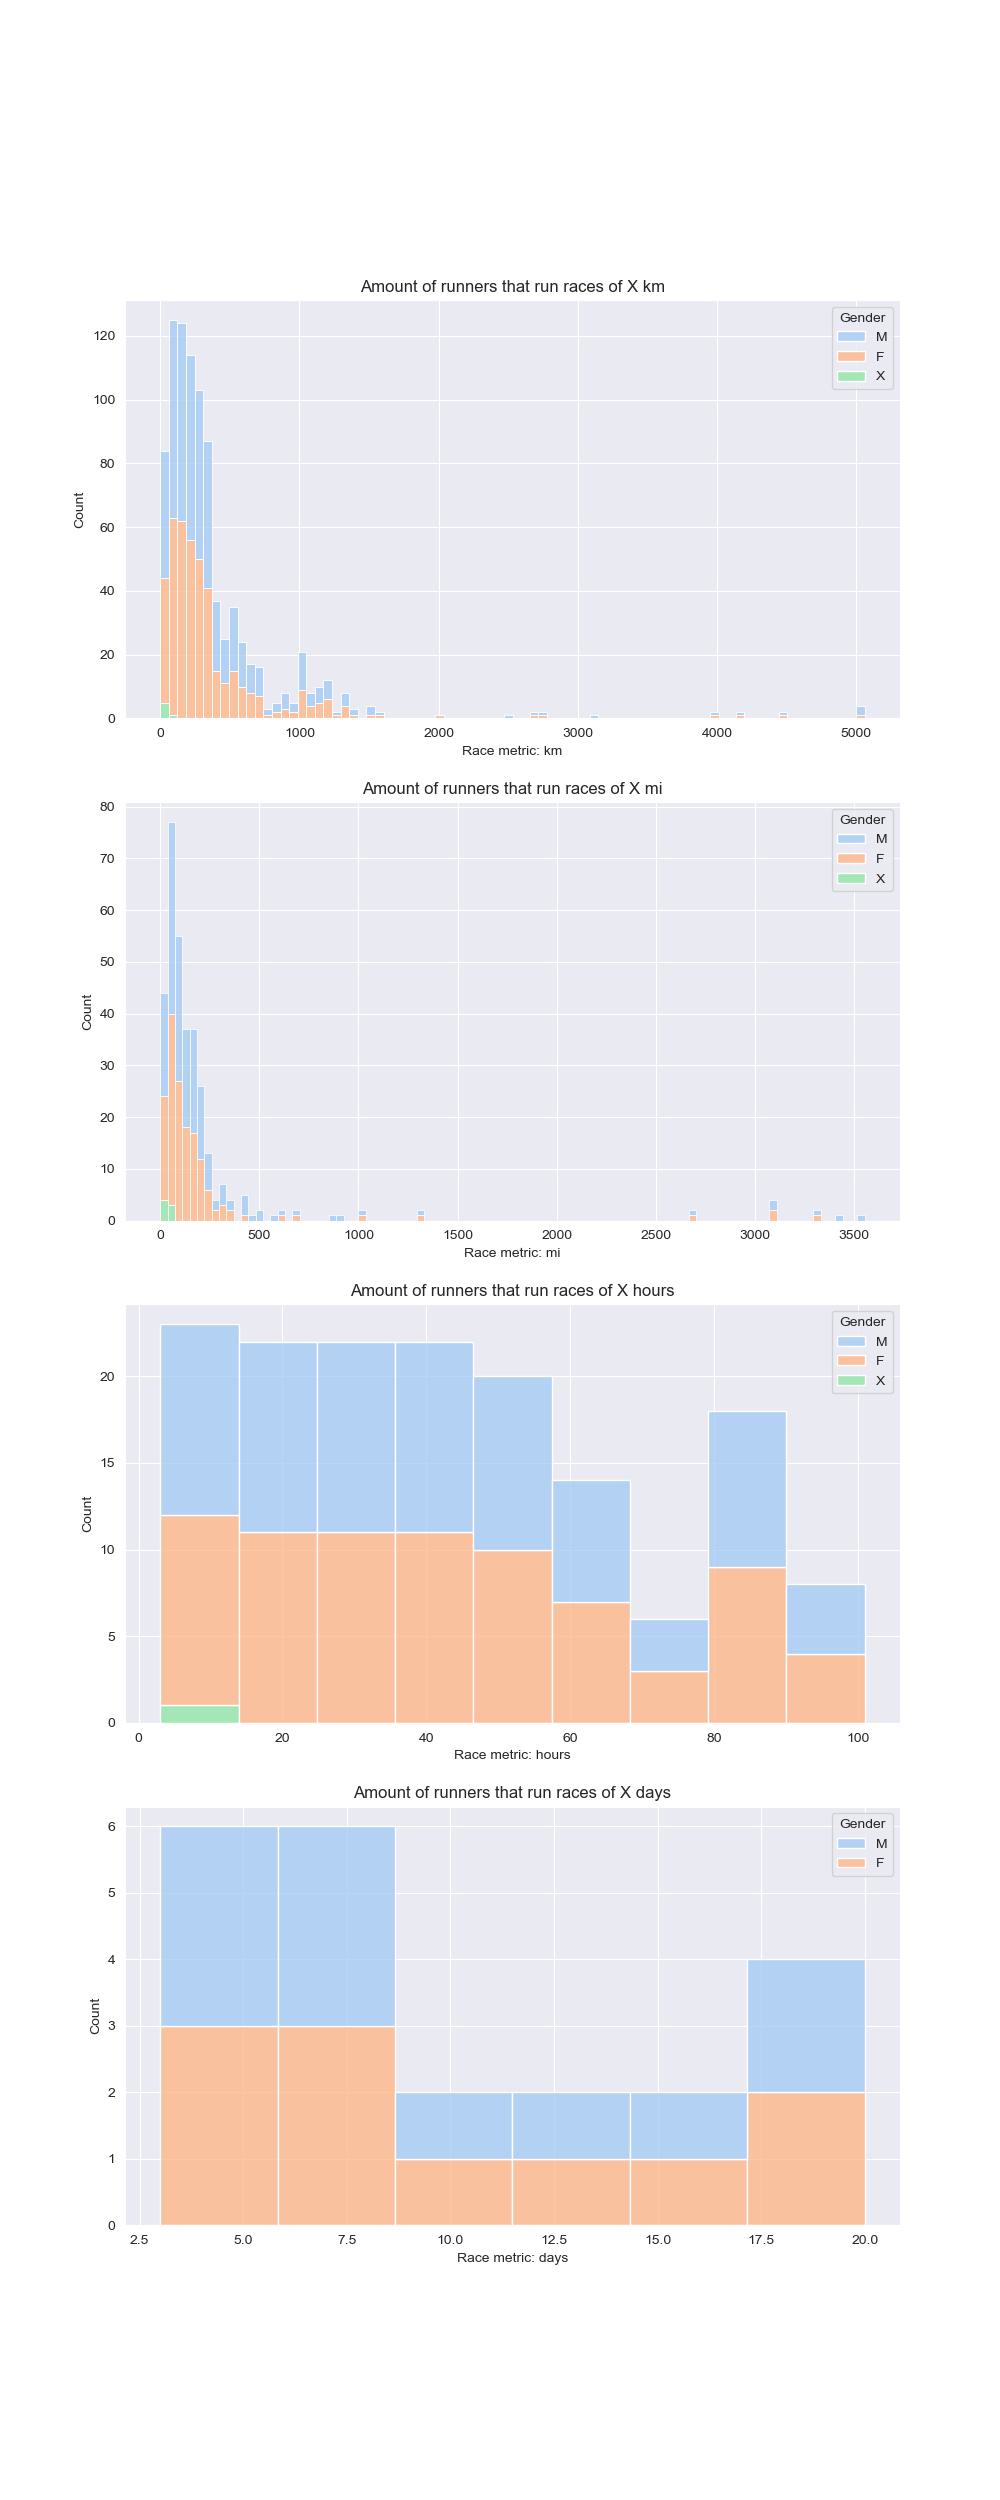 Amount of runners that run races of X km
Gender
M
F
X
120
100
80
60
40
20
0
Count
0 1000 2000 3000 4000 5000
Race metric: km
Amount of runners that run races of X mi
Gender
M
F
X
80
70
60
50
40
30
20
10
0
Count
0 500 1000 1500 2000 2500 3000 3500
Race metric: mi
Amount of runners that run races of X hours
Gender
M
F
X
20
15
10
5
0
Count
0 20 40 60 80 100
Race metric: hours
Amount of runners that run races of X days
Gender
M
F
6
5
4
3
2
1
0
Count
2.5 5.0 7.5 10.0 12.5 15.0 17.5 20.0
Race metric: days